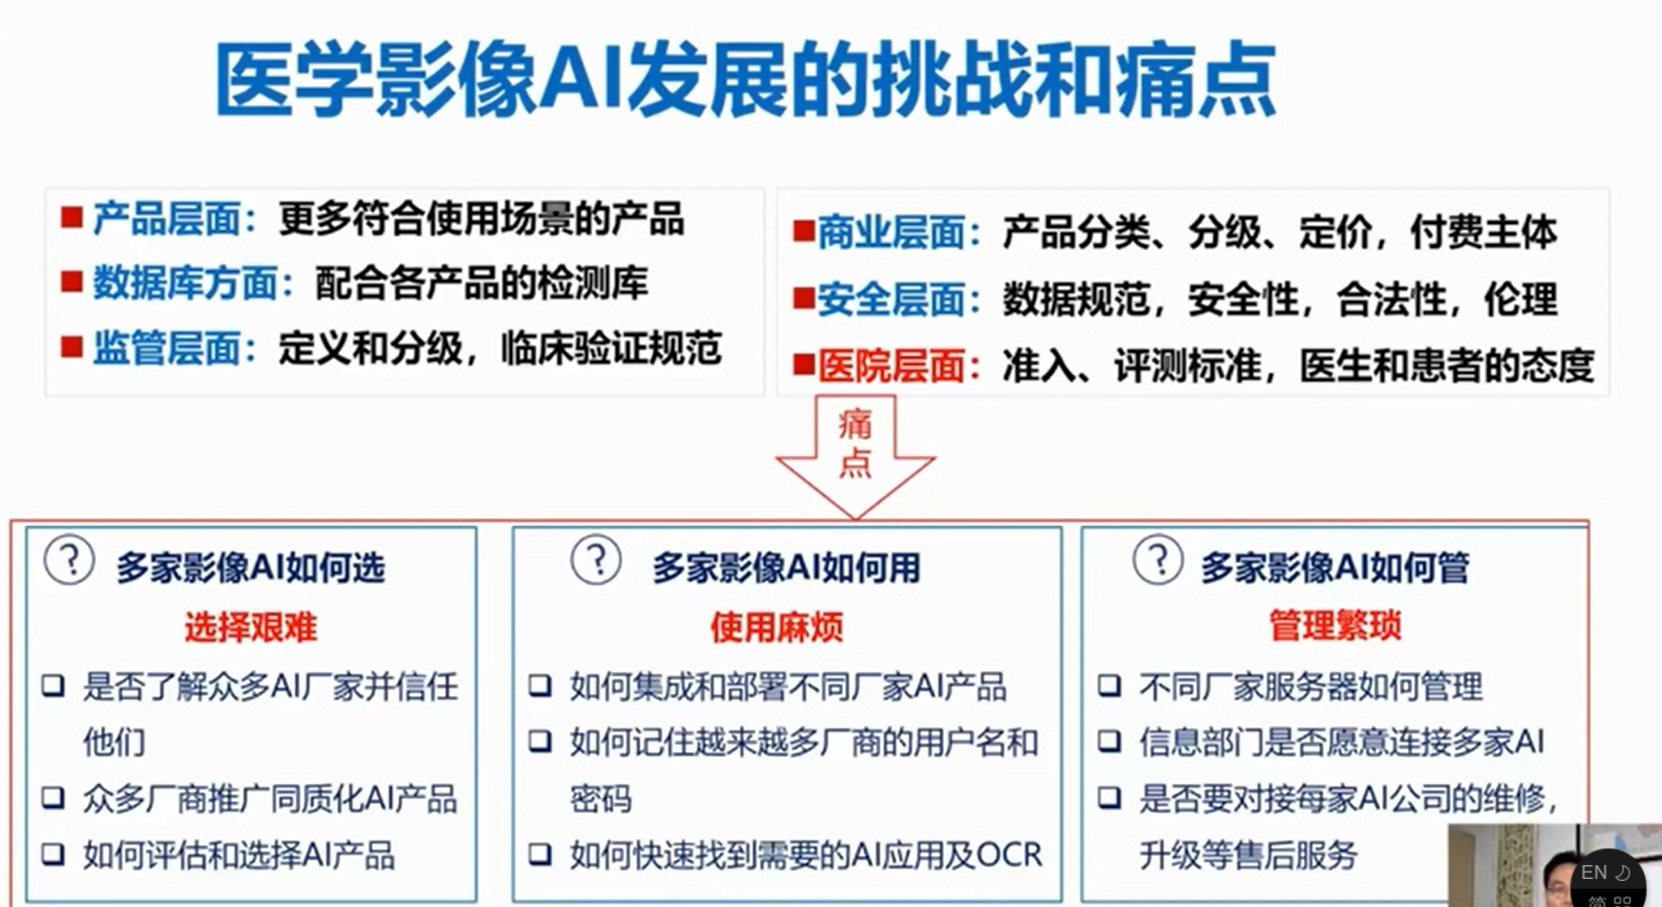 医学影像AI发展的挑战和痛点
产品层面：更多符合使用场景的产品
数据库方面：配合各产品的检测库
监管层面：定义和分级，临床验证规范
商业层面：产品分类、分级、定价，付费主体
安全层面：数据规范，安全性，合法性，伦理
医院层面：准入、评测标准，医生和患者的态度
痛
点
? 多家影像AI如何选
选择艰难
是否了解众多AI厂家并信任
他们
众多厂商推广同质化AI产品
如何评估和选择AI产品
? 多家影像AI如何用
使用麻烦
如何集成和部署不同厂家AI产品
如何记住越来越多厂商的用户名和
密码
如何快速找到需要的AI应用及OCR
? 多家影像AI如何管
管理繁琐
不同厂家服务器如何管理
信息部门是否愿意连接多家AI
是否要对接每家AI公司的维修，
升级等售后服务
EN
简